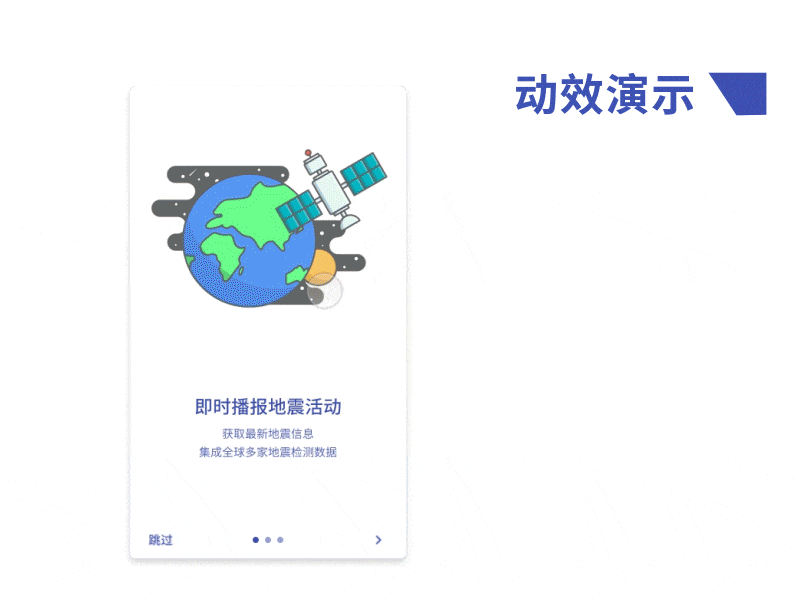 动效演示
即时播报地震活动
获取最新地震信息
集成全球多家地震检测数据
跳过